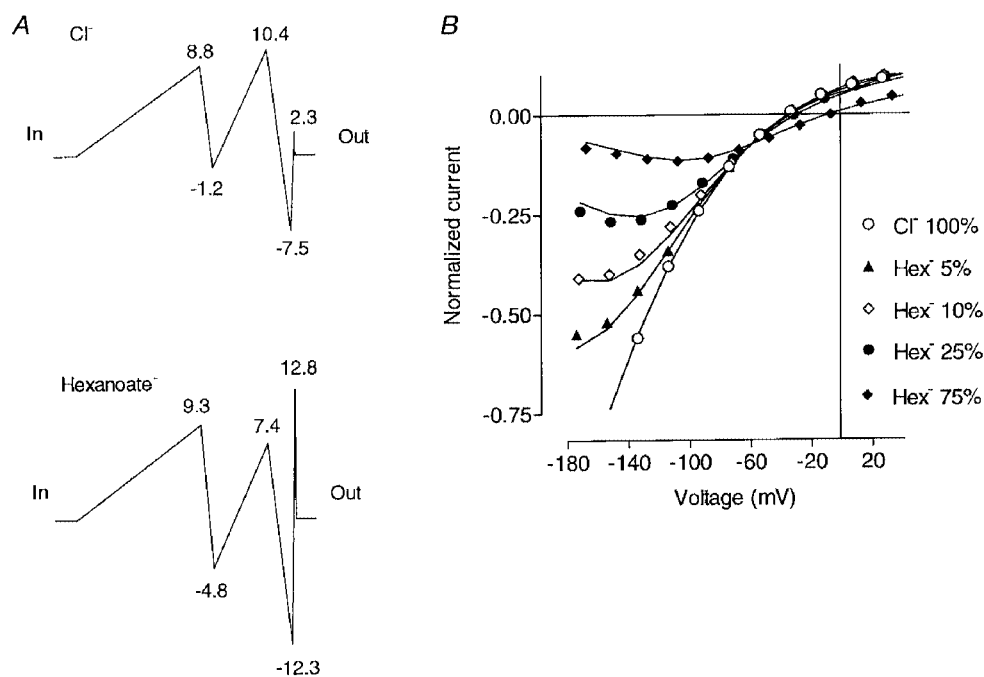 A
Cl⁻
8.8
10.4
2.3
In
Out
-1.2
-7.5
Hexanoate⁻
12.8
9.3
7.4
In
Out
-4.8
-12.3
B
Normalized current
0.00
-0.25
-0.50
-0.75
-180 -140 -100 -60 -20 20
Voltage (mV)
Cl⁻ 100%
Hex⁻ 5%
Hex⁻ 10%
Hex⁻ 25%
Hex⁻ 75%